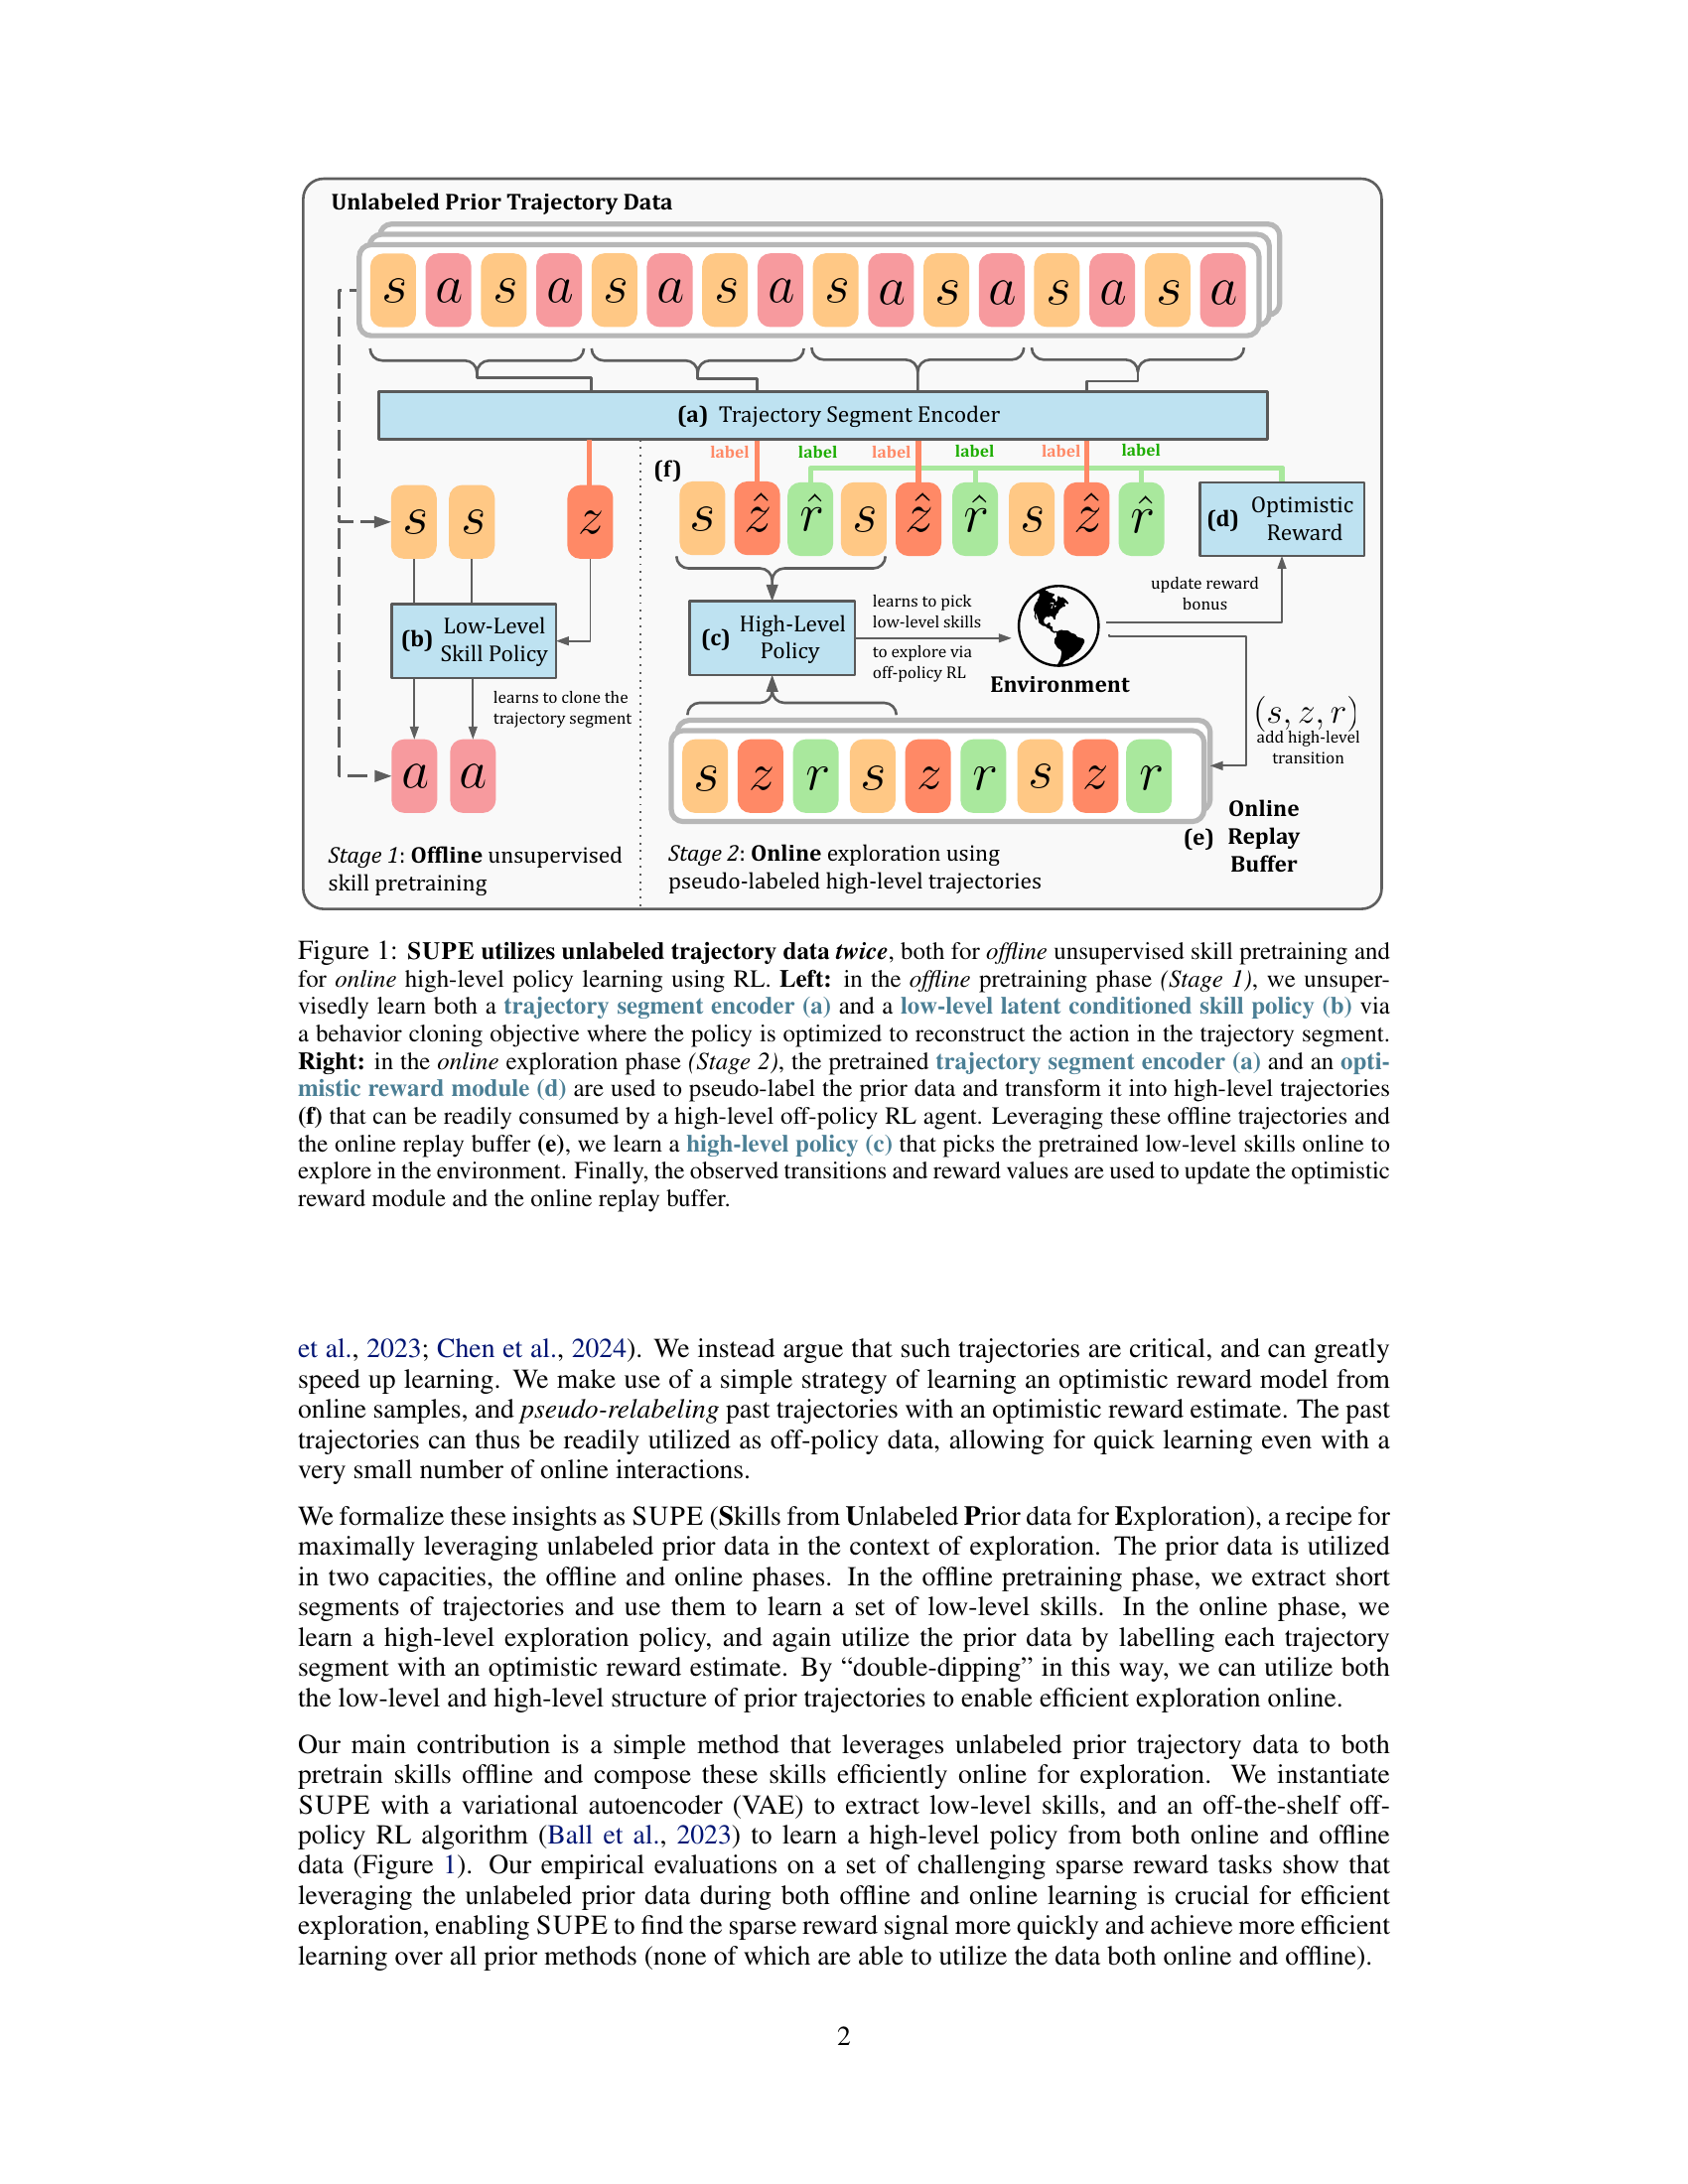 Unlabeled Prior Trajectory Data
s a s a s a s a s a s a s a s a
(a) Trajectory Segment Encoder
label label label label label label
(f)
s s z
s ẑ r̂ s ẑ r̂ s ẑ r̂
(d) Optimistic
Reward
(b) Low-Level
Skill Policy
learns to clone the
trajectory segment
a a
(c) High-Level
Policy
learns to pick
low-level skills
to explore via
off-policy RL
Environment
update reward
bonus
(s, z, r)
add high-level
transition
s z r s z r s z r
(e) Online
Replay
Buffer
Stage 1: Offline unsupervised
skill pretraining
Stage 2: Online exploration using
pseudo-labeled high-level trajectories
Figure 1: SUPE utilizes unlabeled trajectory data twice, both for offline unsupervised skill pretraining and
for online high-level policy learning using RL. Left: in the offline pretraining phase (Stage 1), we unsuper-
visedly learn both a trajectory segment encoder (a) and a low-level latent conditioned skill policy (b) via
a behavior cloning objective where the policy is optimized to reconstruct the action in the trajectory segment.
Right: in the online exploration phase (Stage 2), the pretrained trajectory segment encoder (a) and an opti-
mistic reward module (d) are used to pseudo-label the prior data and transform it into high-level trajectories
(f) that can be readily consumed by a high-level off-policy RL agent. Leveraging these offline trajectories and
the online replay buffer (e), we learn a high-level policy (c) that picks the pretrained low-level skills online to
explore in the environment. Finally, the observed transitions and reward values are used to update the optimistic
reward module and the online replay buffer.
et al., 2023; Chen et al., 2024). We instead argue that such trajectories are critical, and can greatly
speed up learning. We make use of a simple strategy of learning an optimistic reward model from
online samples, and pseudo-relabeling past trajectories with an optimistic reward estimate. The past
trajectories can thus be readily utilized as off-policy data, allowing for quick learning even with a
very small number of online interactions.
We formalize these insights as SUPE (Skills from Unlabeled Prior data for Exploration), a recipe for
maximally leveraging unlabeled prior data in the context of exploration. The prior data is utilized
in two capacities, the offline and online phases. In the offline pretraining phase, we extract short
segments of trajectories and use them to learn a set of low-level skills. In the online phase, we
learn a high-level exploration policy, and again utilize the prior data by labelling each trajectory
segment with an optimistic reward estimate. By “double-dipping” in this way, we can utilize both
the low-level and high-level structure of prior trajectories to enable efficient exploration online.
Our main contribution is a simple method that leverages unlabeled prior trajectory data to both
pretrain skills offline and compose these skills efficiently online for exploration. We instantiate
SUPE with a variational autoencoder (VAE) to extract low-level skills, and an off-the-shelf off-
policy RL algorithm (Ball et al., 2023) to learn a high-level policy from both online and offline
data (Figure 1). Our empirical evaluations on a set of challenging sparse reward tasks show that
leveraging the unlabeled prior data during both offline and online learning is crucial for efficient
exploration, enabling SUPE to find the sparse reward signal more quickly and achieve more efficient
learning over all prior methods (none of which are able to utilize the data both online and offline).
2